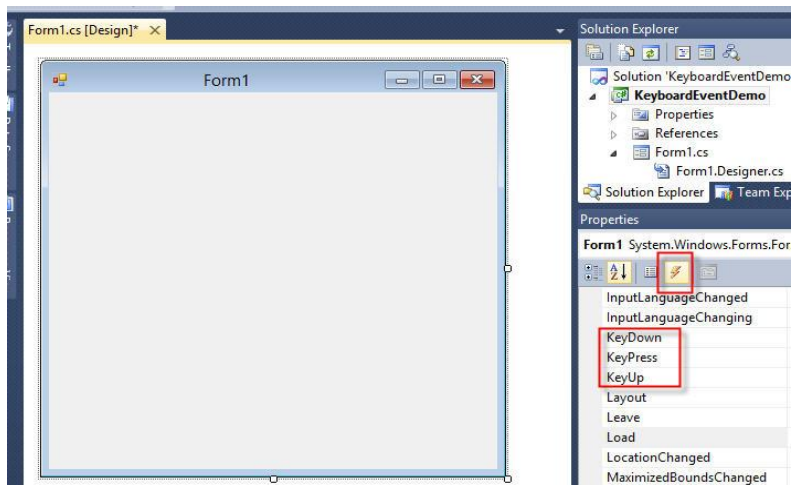 Form1.cs [Design]*
Form1
Solution Explorer
Solution 'KeyboardEventDemo
KeyboardEventDemo
Properties
References
Form1.cs
Form1.Designer.cs
Solution Explorer Team Exp
Properties
Form1 System.Windows.Forms.For
InputLanguageChanged
InputLanguageChanging
KeyDown
KeyPress
KeyUp
Layout
Leave
Load
LocationChanged
MaximizedBoundsChanged